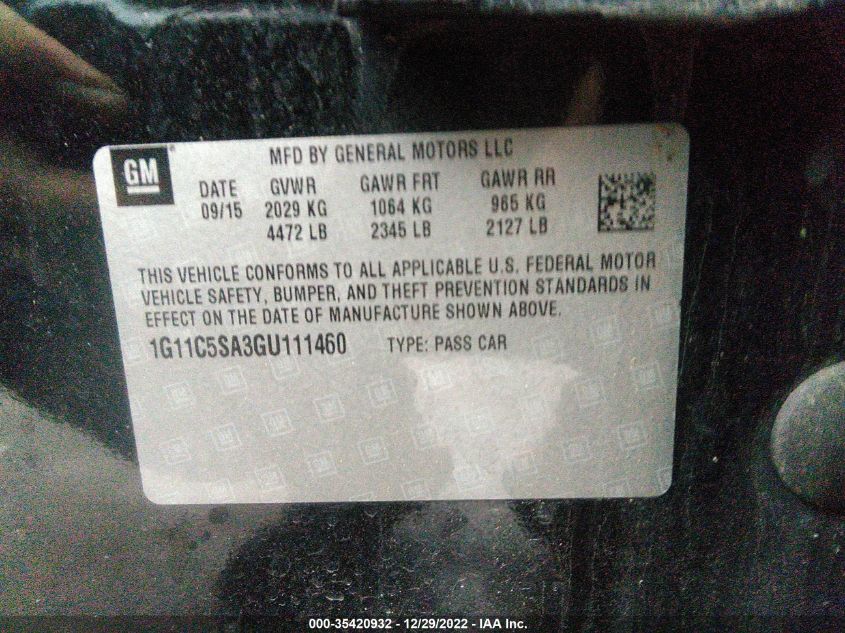 GM
MFD BY GENERAL MOTORS LLC
DATE GVWR GAWR FRT GAWR RR
09/15 2029 KG 1064 KG 965 KG
4472 LB 2345 LB 2127 LB
THIS VEHICLE CONFORMS TO ALL APPLICABLE U.S. FEDERAL MOTOR
VEHICLE SAFETY, BUMPER, AND THEFT PREVENTION STANDARDS IN
EFFECT ON THE DATE OF MANUFACTURE SHOWN ABOVE.
1G11C5SA3GU111460 TYPE: PASS CAR
000-35420932 - 12/29/2022 - IAA Inc.